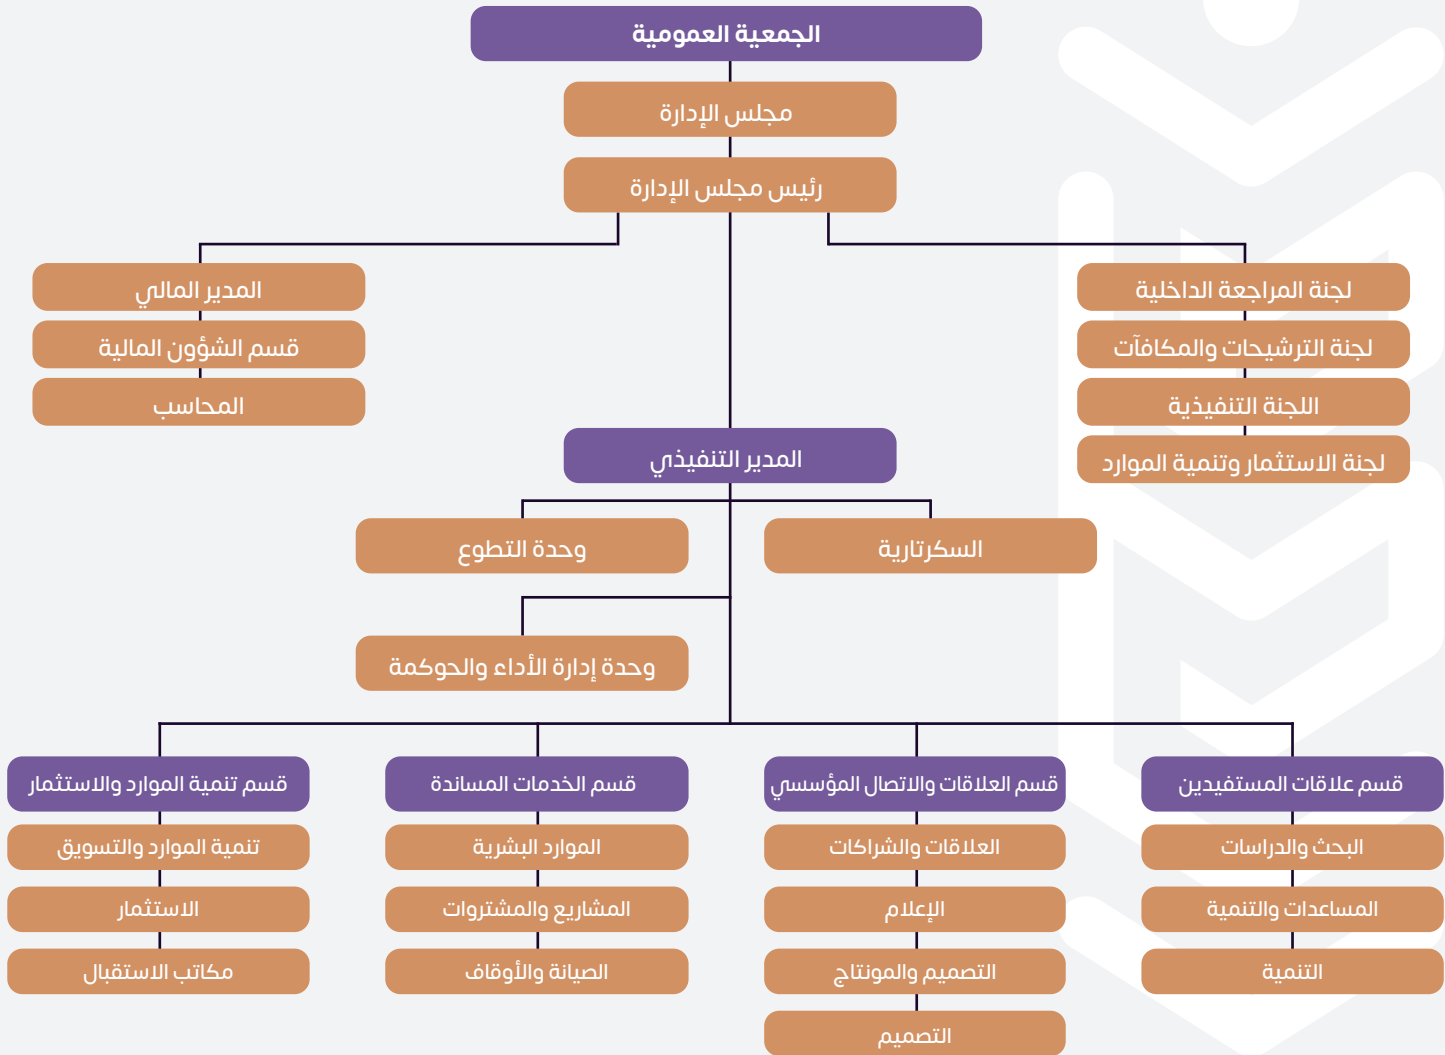 الجمعية العمومية
مجلس الإدارة
رئيس مجلس الإدارة
لجنة المراجعة الداخلية
لجنة الترشيحات والمكافآت
اللجنة التنفيذية
لجنة الاستثمار وتنمية الموارد
المدير المالي
قسم الشؤون المالية
المحاسب
المدير التنفيذي
السكرتارية
وحدة التطوع
وحدة إدارة الأداء والحوكمة
قسم علاقات المستفيدين
البحث والدراسات
المساعدات والتنمية
التنمية
قسم العلاقات والاتصال المؤسسي
العلاقات والشراكات
الإعلام
التصميم والمونتاج
التصميم
قسم الخدمات المساندة
الموارد البشرية
المشاريع والمشتروات
الصيانة والأوقاف
قسم تنمية الموارد والاستثمار
تنمية الموارد والتسويق
الاستثمار
مكاتب الاستقبال